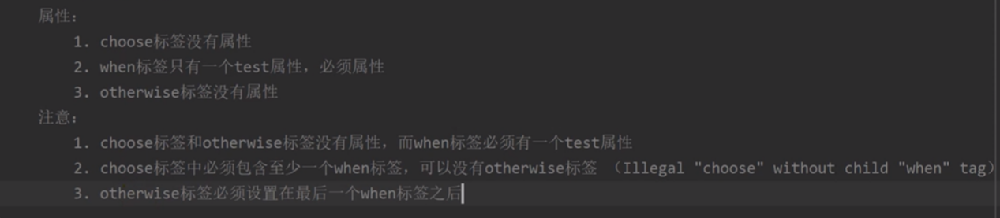 属性：
1. choose标签没有属性
2. when标签只有一个test属性，必须属性
3. otherwise标签没有属性
注意：
1. choose标签和otherwise标签没有属性，而when标签必须有一个test属性
2. choose标签中必须包含至少一个when标签，可以没有otherwise标签 （Illegal "choose" without child "when" tag）
3. otherwise标签必须设置在最后一个when标签之后